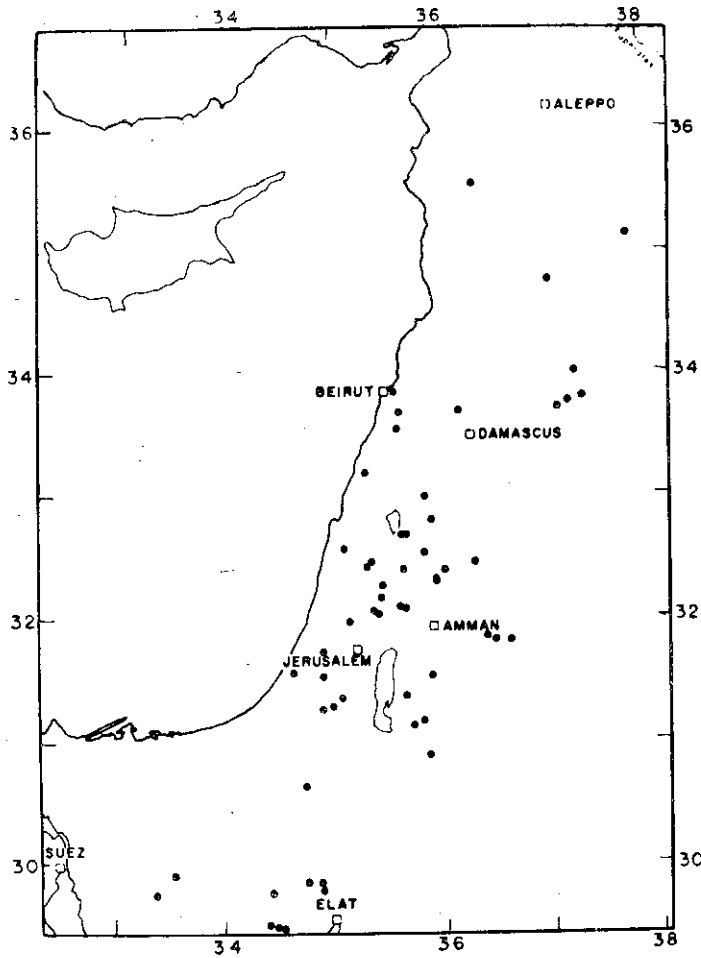 34 36 38
36 ALEPPO 36
34 BEIRUT DAMASCUS 34
32 AMMAN 32
JERUSALEM
SUEZ
30 30
ELAT
34 36 38